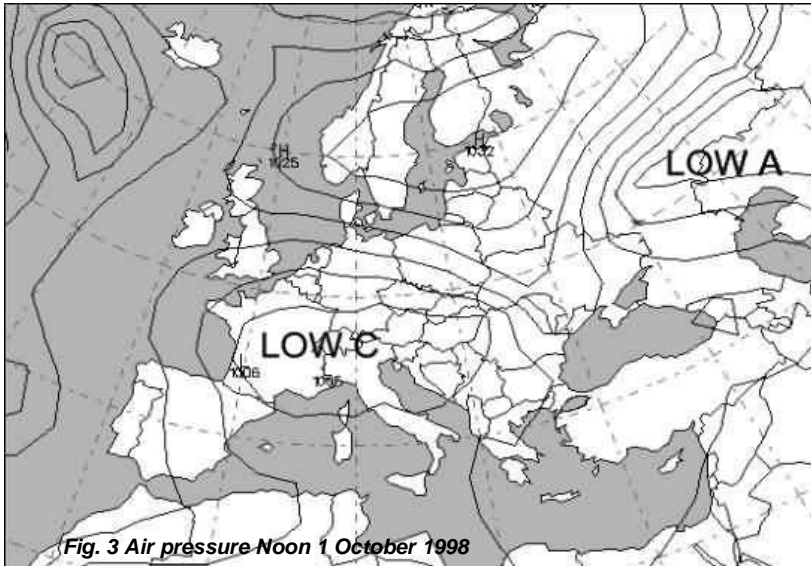 H
1025
H
1032
LOW A
LOW C
1006
Fig. 3 Air pressure Noon 1 October 1998